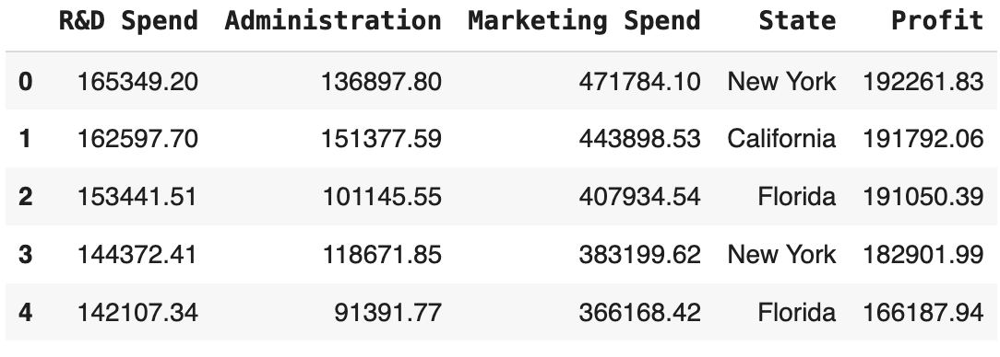 R&D Spend Administration Marketing Spend State Profit
0 165349.20 136897.80 471784.10 New York 192261.83
1 162597.70 151377.59 443898.53 California 191792.06
2 153441.51 101145.55 407934.54 Florida 191050.39
3 144372.41 118671.85 383199.62 New York 182901.99
4 142107.34 91391.77 366168.42 Florida 166187.94